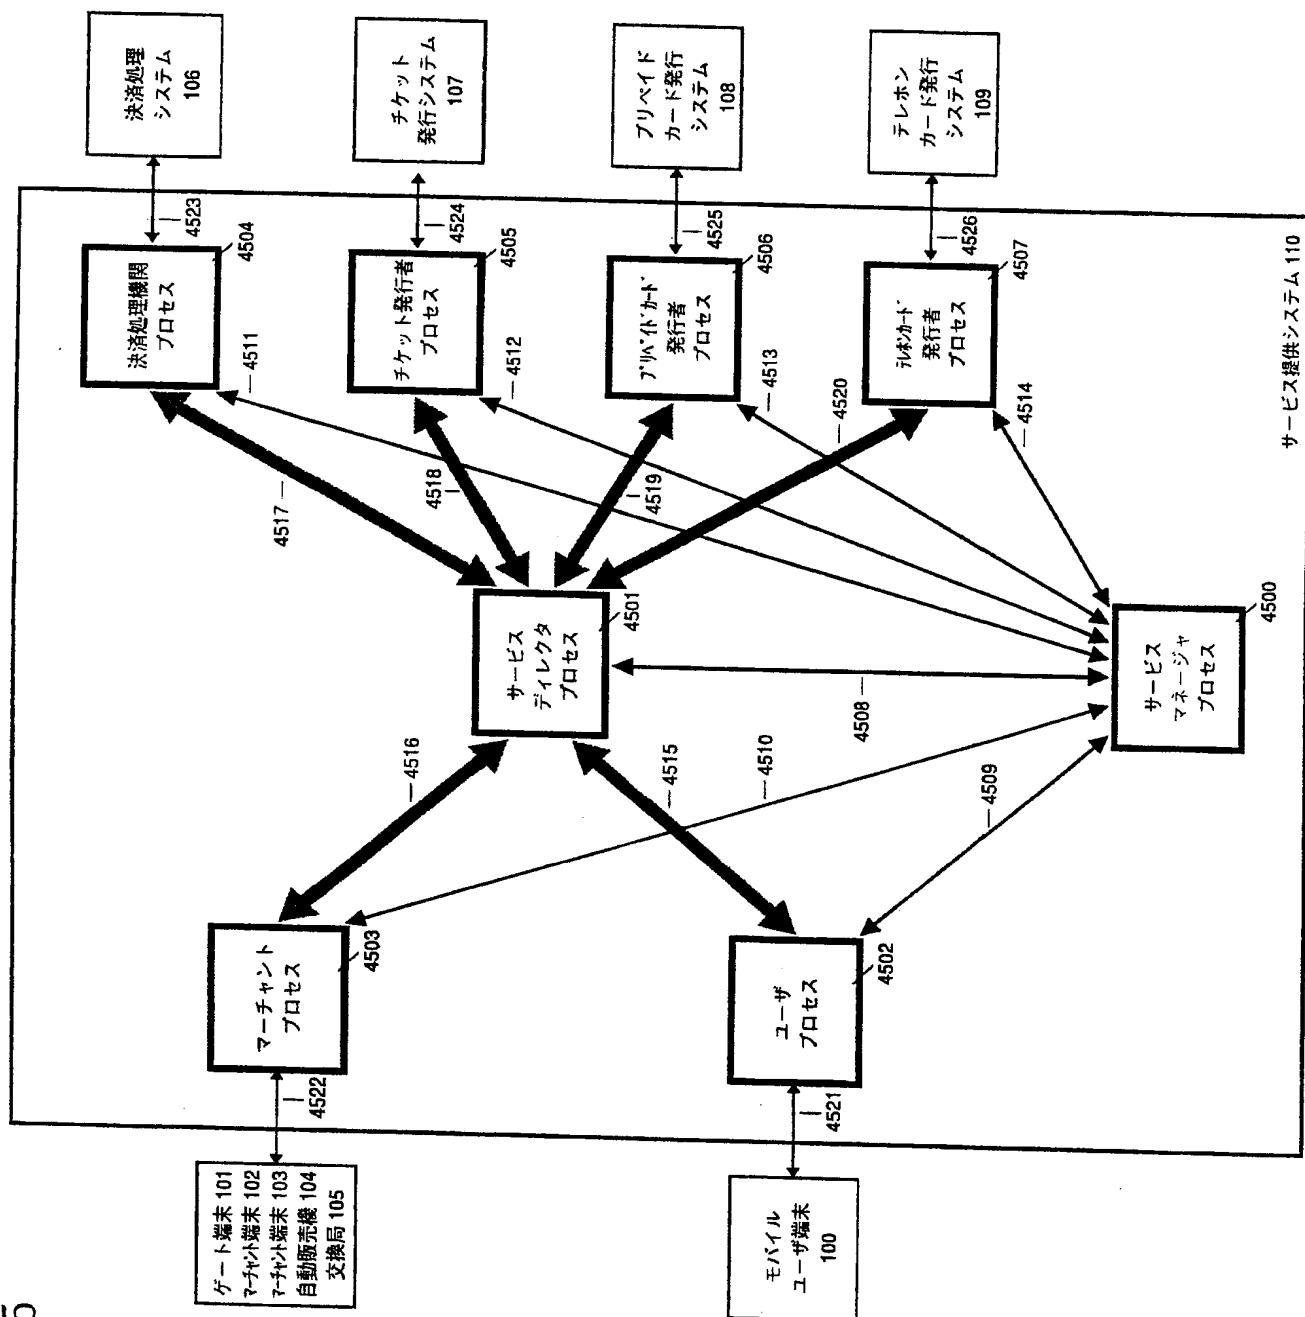 決済処理
システム
106
チケット
発行システム
107
プリペイド
カード発行
システム
108
テレホン
カード発行
システム
109
4523
4524
4525
4526
決済処理機関
プロセス
4504
チケット発行者
プロセス
4505
プリペイドカード
発行者
プロセス
4506
テレホンカード
発行者
プロセス
4507
サービス提供システム 110
4511
4512
4513
4520
4514
4517
4518
4519
サービス
ディレクタ
プロセス
4501
サービス
マネージャ
プロセス
4500
4508
4516
4515
4510
4509
マーチャント
プロセス
4503
ユーザ
プロセス
4502
4522
4521
ゲート端末 101
マーチャント端末 102
マーチャント端末 103
自動販売機 104
交換局 105
モバイル
ユーザ端末
100
5